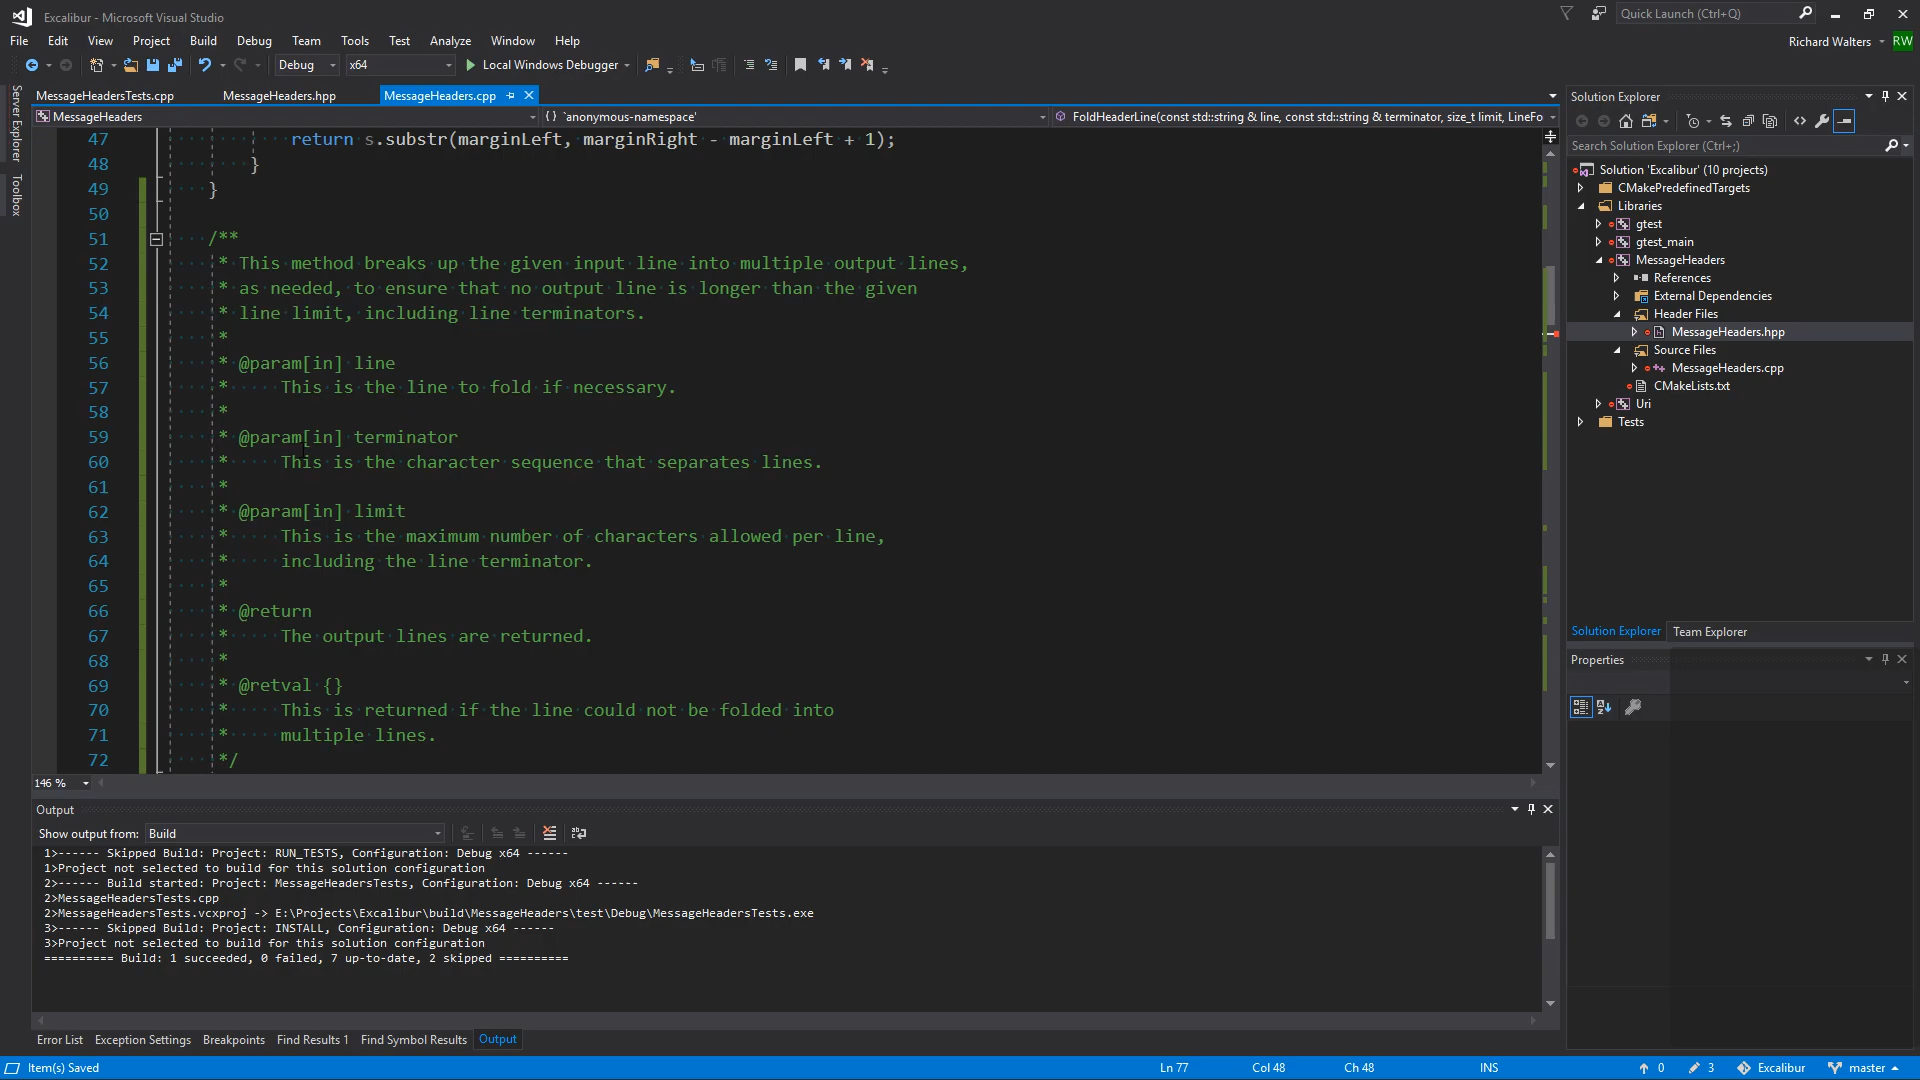 Excalibur - Microsoft Visual Studio
Quick Launch (Ctrl+Q)
File Edit View Project Build Debug Team Tools Test Analyze Window Help
Richard Walters RW
Debug x64 Local Windows Debugger
Server Explorer
Toolbox
MessageHeadersTests.cpp MessageHeaders.hpp MessageHeaders.cpp
MessageHeaders {} `anonymous-namespace' FoldHeaderLine(const std::string & line, const std::string & terminator, size_t limit, LineFo
47 return s.substr(marginLeft, marginRight - marginLeft + 1);
48 }
49 }
50
51 /**
52 * This method breaks up the given input line into multiple output lines,
53 * as needed, to ensure that no output line is longer than the given
54 * line limit, including line terminators.
55 *
56 * @param[in] line
57 * This is the line to fold if necessary.
58 *
59 * @param[in] terminator
60 * This is the character sequence that separates lines.
61 *
62 * @param[in] limit
63 * This is the maximum number of characters allowed per line,
64 * including the line terminator.
65 *
66 * @return
67 * The output lines are returned.
68 *
69 * @retval {}
70 * This is returned if the line could not be folded into
71 * multiple lines.
72 */
146 %
Output
Show output from: Build
1>------ Skipped Build: Project: RUN_TESTS, Configuration: Debug x64 ------
1>Project not selected to build for this solution configuration
2>------ Build started: Project: MessageHeadersTests, Configuration: Debug x64 ------
2>MessageHeadersTests.cpp
2>MessageHeadersTests.vcxproj -> E:\Projects\Excalibur\build\MessageHeaders\test\Debug\MessageHeadersTests.exe
3>------ Skipped Build: Project: INSTALL, Configuration: Debug x64 ------
3>Project not selected to build for this solution configuration
========== Build: 1 succeeded, 0 failed, 7 up-to-date, 2 skipped ==========
Error List Exception Settings Breakpoints Find Results 1 Find Symbol Results Output
Solution Explorer
Search Solution Explorer (Ctrl+;)
Solution 'Excalibur' (10 projects)
CMakePredefinedTargets
Libraries
gtest
gtest_main
MessageHeaders
References
External Dependencies
Header Files
MessageHeaders.hpp
Source Files
MessageHeaders.cpp
CMakeLists.txt
Uri
Tests
Solution Explorer Team Explorer
Properties
Item(s) Saved Ln 77 Col 48 Ch 48 INS 0 3 Excalibur master